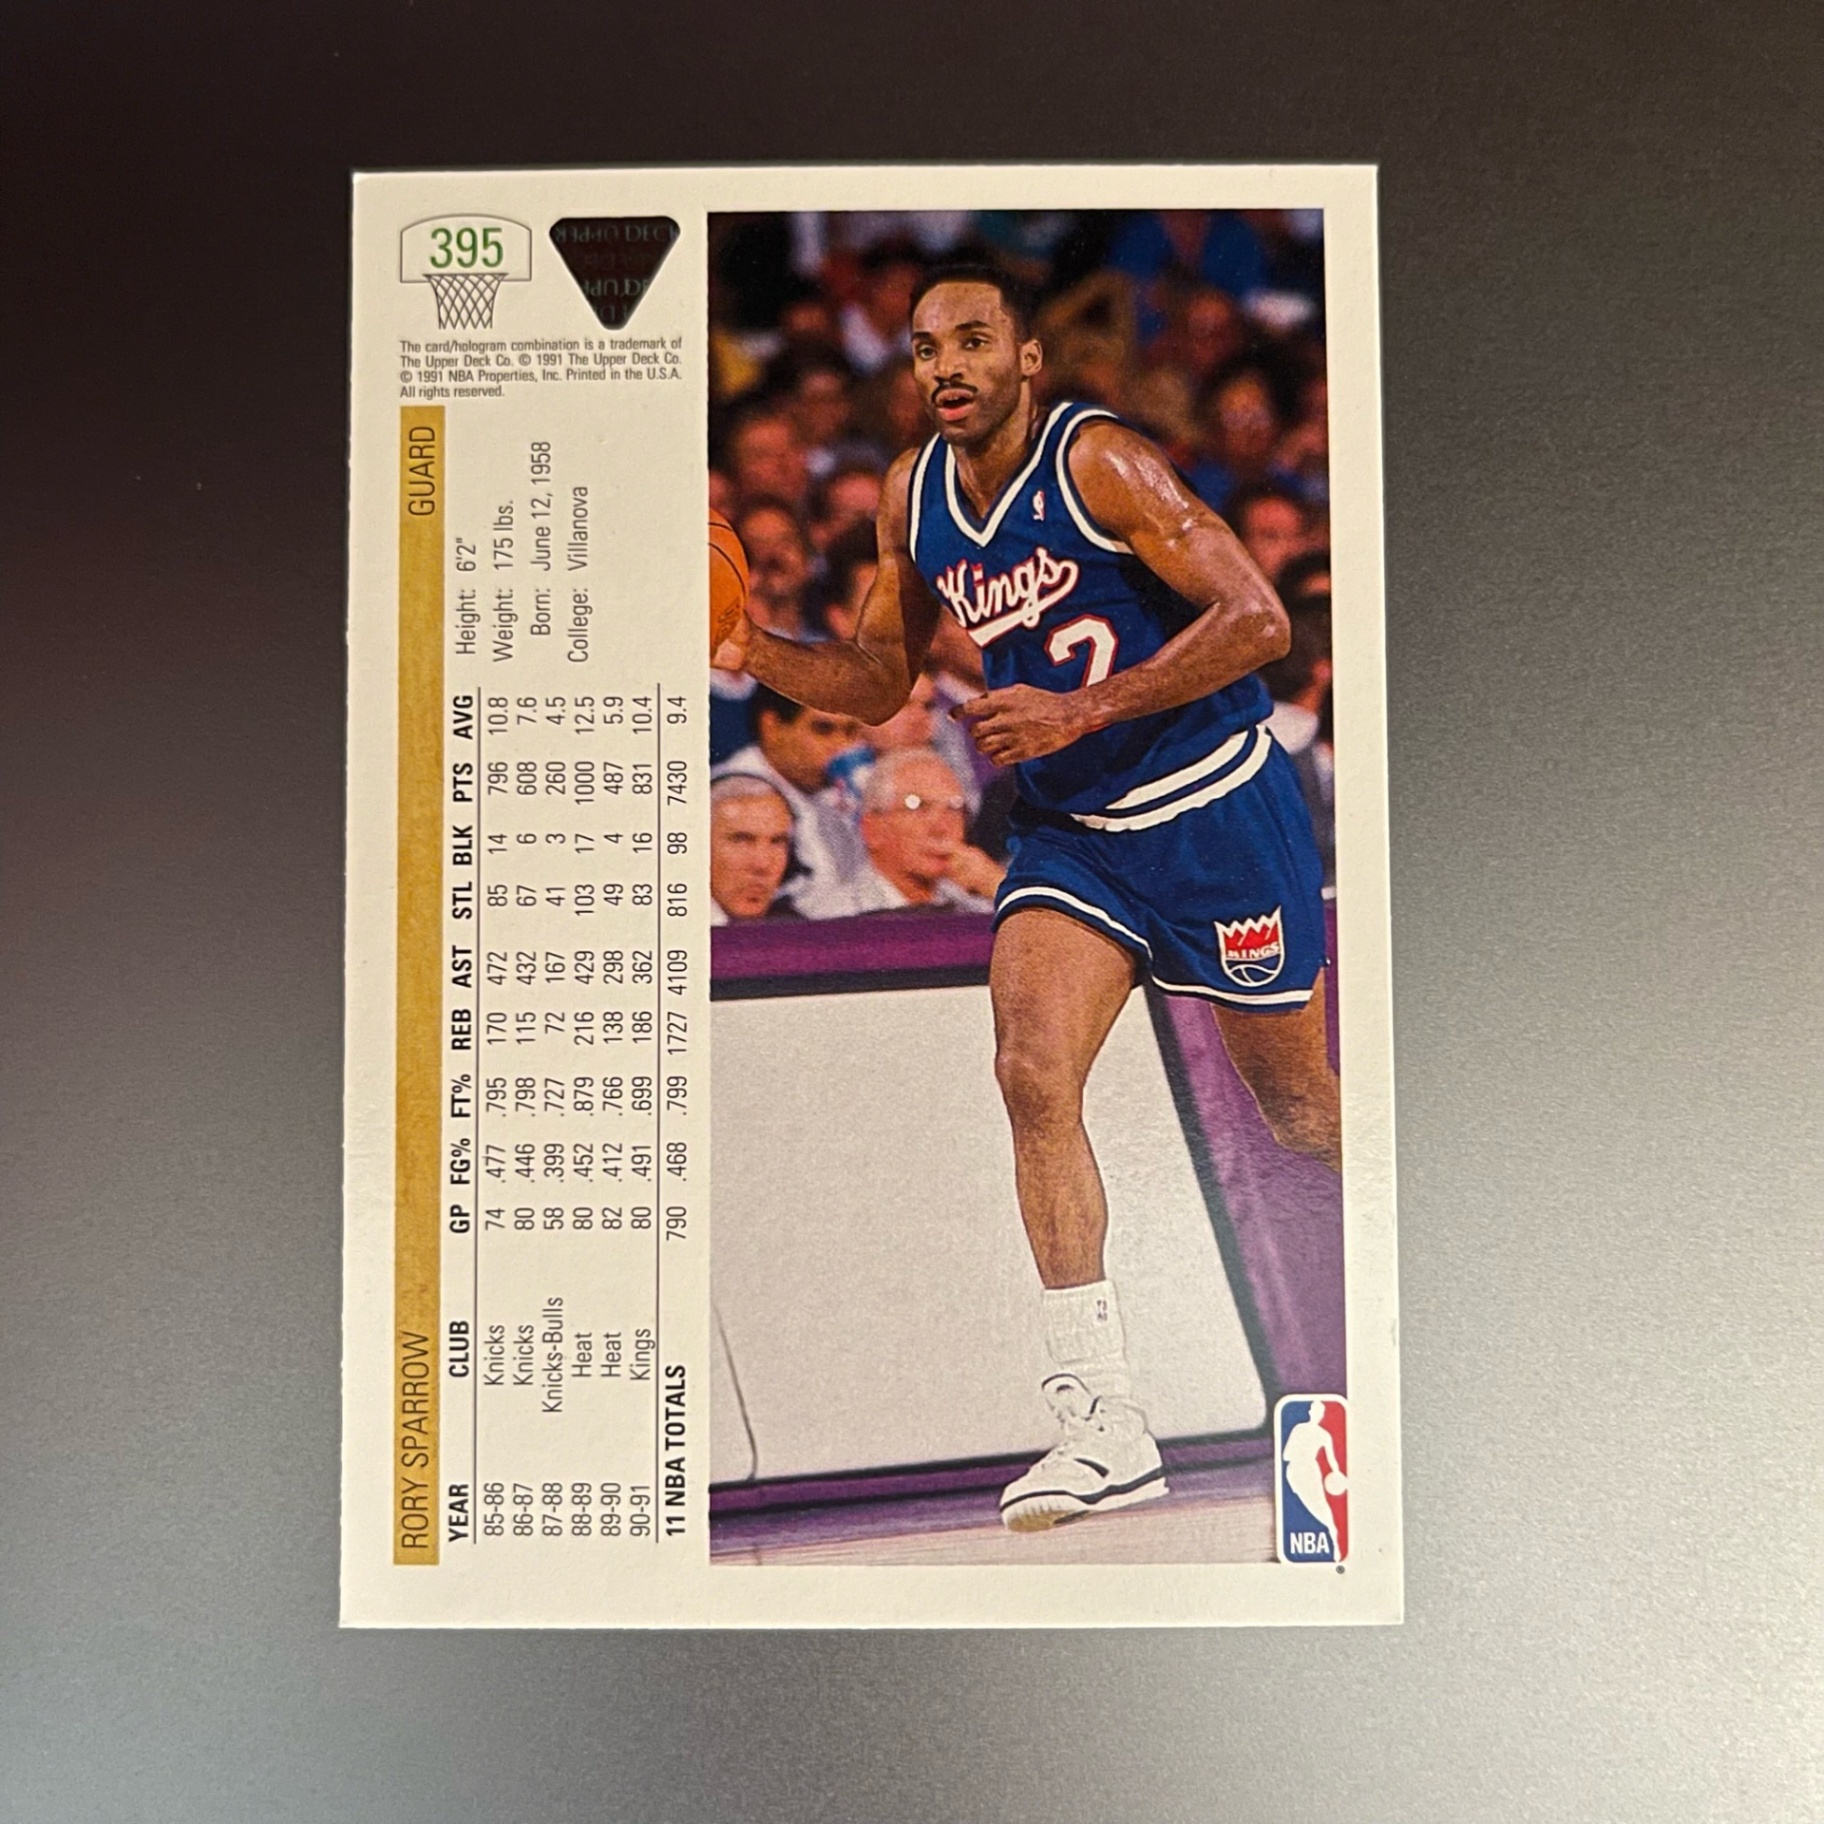 395
The card/hologram combination is a trademark of
The Upper Deck Co. © 1991 The Upper Deck Co.
© 1991 NBA Properties, Inc. Printed in the U.S.A.
All rights reserved.
RORY SPARROW GUARD
YEAR CLUB GP FG% FT% REB AST STL BLK PTS AVG
85-86 Knicks 74 .477 .795 170 472 85 14 796 10.8
86-87 Knicks 80 .446 .798 115 432 67 6 608 7.6
87-88 Knicks-Bulls 58 .399 .727 72 167 41 3 260 4.5
88-89 Heat 80 .452 .879 216 429 103 17 1000 12.5
89-90 Heat 82 .412 .766 138 298 49 4 487 5.9
90-91 Kings 80 .491 .699 186 362 83 16 831 10.4
11 NBA TOTALS 790 .468 .799 1727 4109 816 98 7430 9.4
Height: 6'2"
Weight: 175 lbs.
Born: June 12, 1958
College: Villanova
Kings
2
KINGS
NBA
®